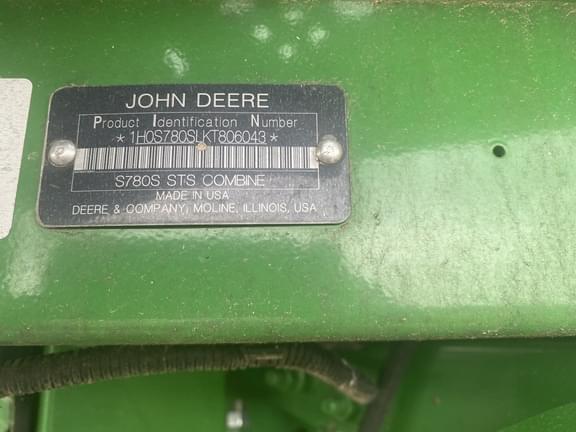 JOHN DEERE
Product Identification Number
*1H0S780SLKT806043*
S780S STS COMBINE
MADE IN USA
DEERE & COMPANY, MOLINE, ILLINOIS, USA